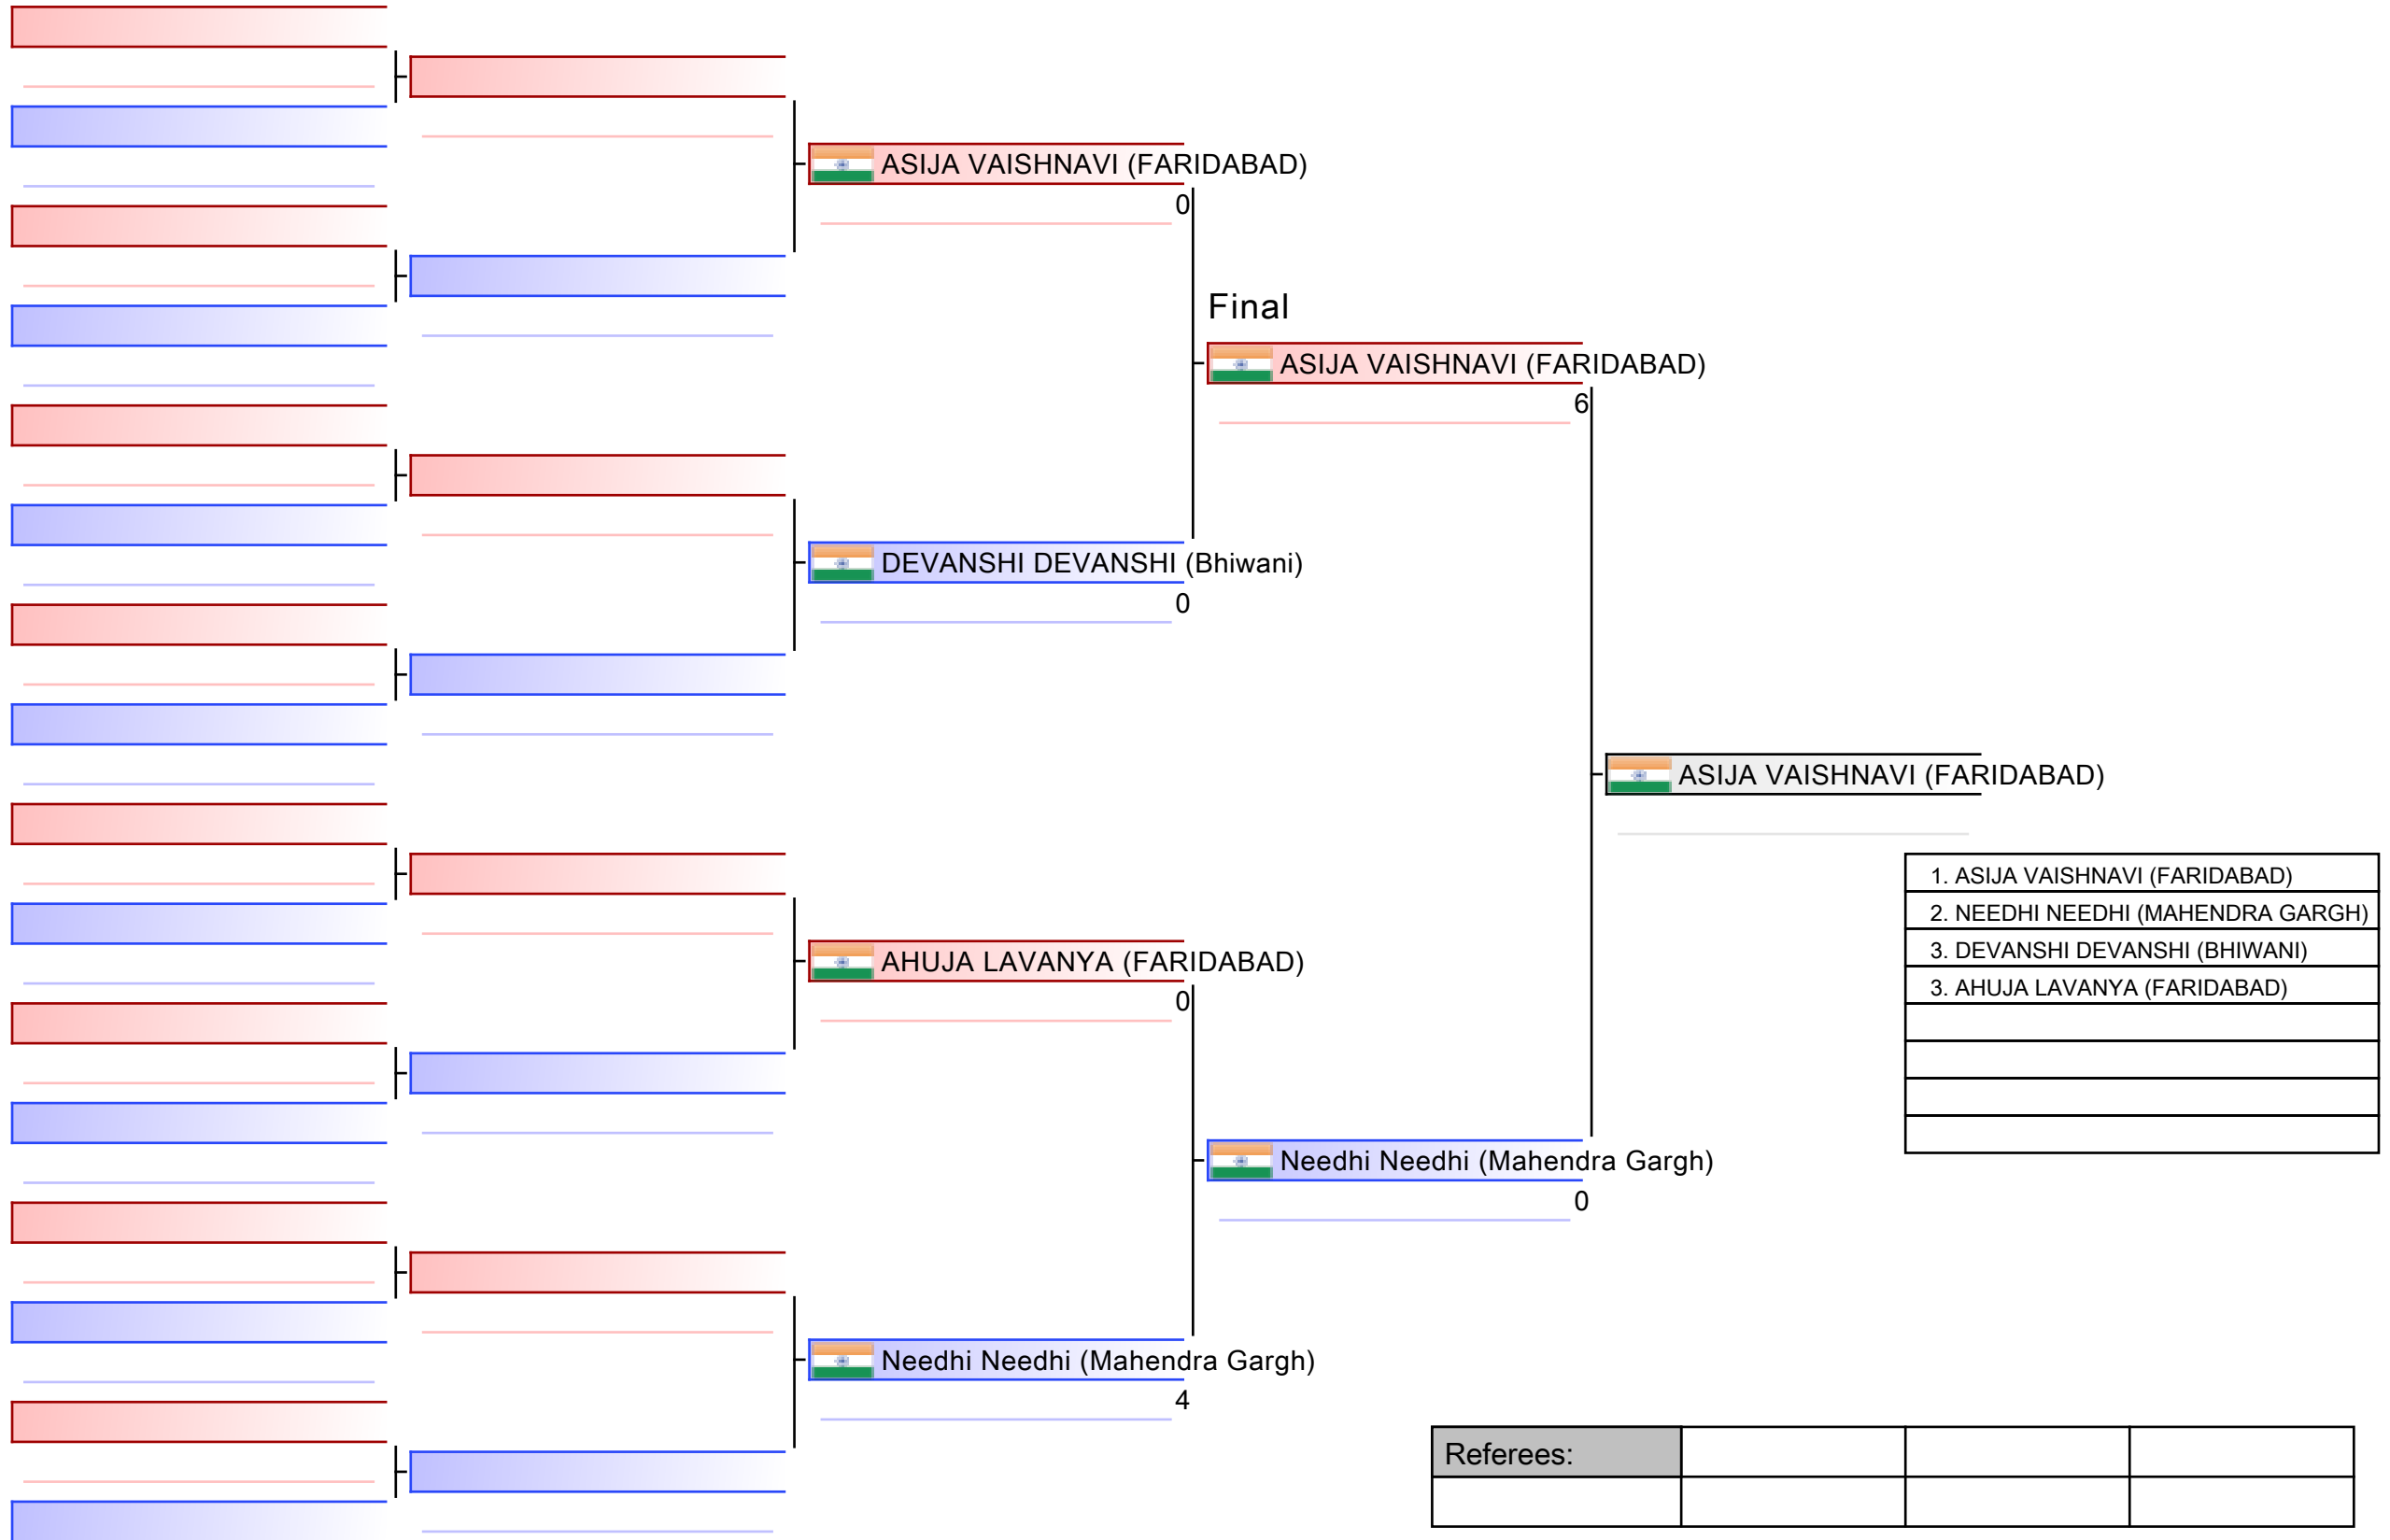 ASIJA VAISHNAVI (FARIDABAD)
0
Final
ASIJA VAISHNAVI (FARIDABAD)
6
DEVANSHI DEVANSHI (Bhiwani)
0
ASIJA VAISHNAVI (FARIDABAD)
1. ASIJA VAISHNAVI (FARIDABAD)
2. NEEDHI NEEDHI (MAHENDRA GARGH)
3. DEVANSHI DEVANSHI (BHIWANI)
3. AHUJA LAVANYA (FARIDABAD)
AHUJA LAVANYA (FARIDABAD)
0
Needhi Needhi (Mahendra Gargh)
0
Needhi Needhi (Mahendra Gargh)
4
Referees: